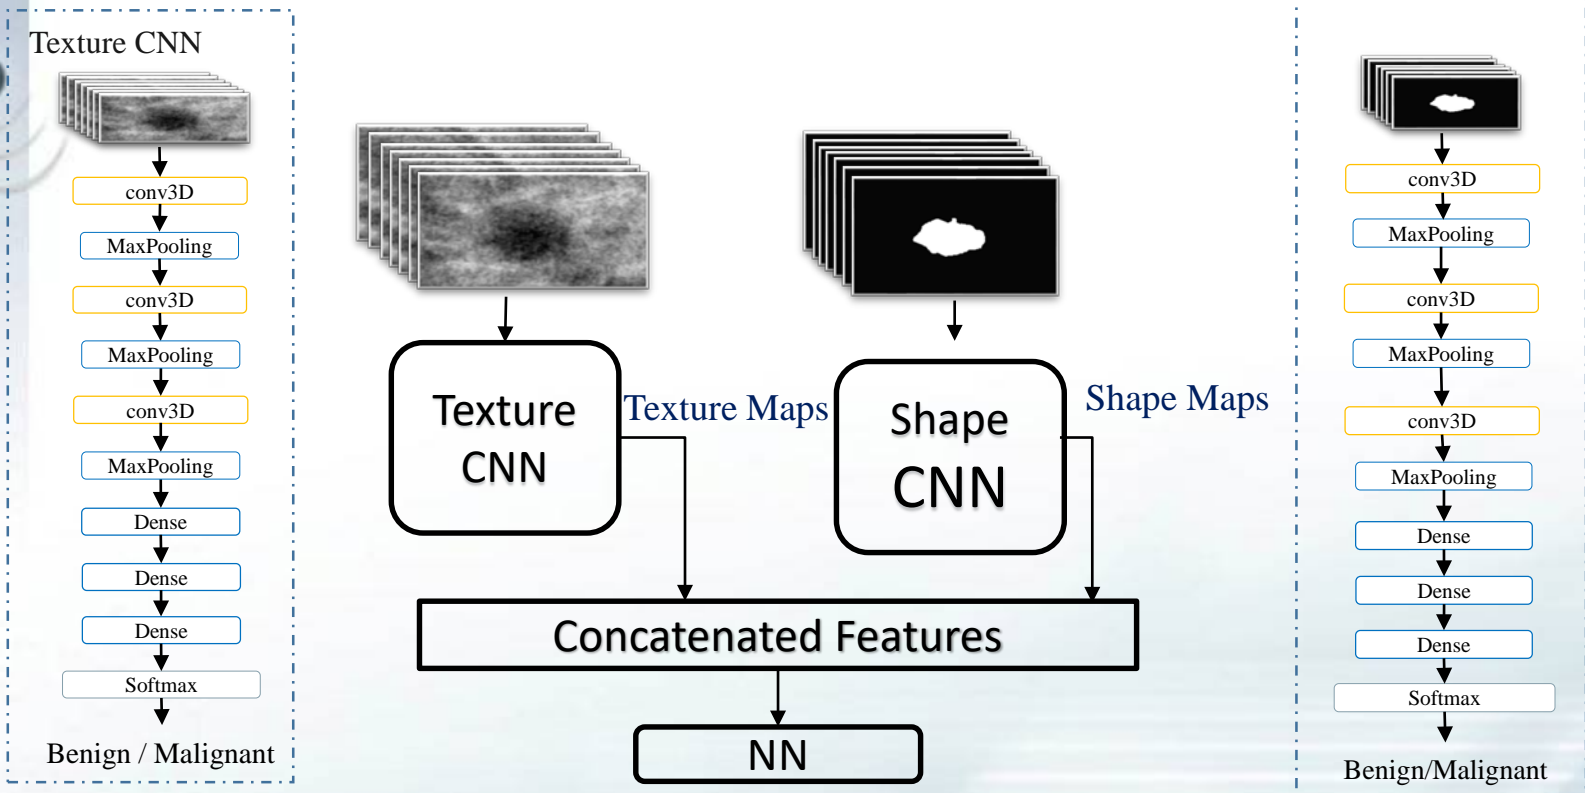 Texture CNN
conv3D
MaxPooling
conv3D
MaxPooling
conv3D
MaxPooling
Dense
Dense
Dense
Softmax
Benign / Malignant
Texture
CNN
Texture Maps
Shape
CNN
Shape Maps
Concatenated Features
NN
conv3D
MaxPooling
conv3D
MaxPooling
conv3D
MaxPooling
Dense
Dense
Dense
Softmax
Benign/Malignant